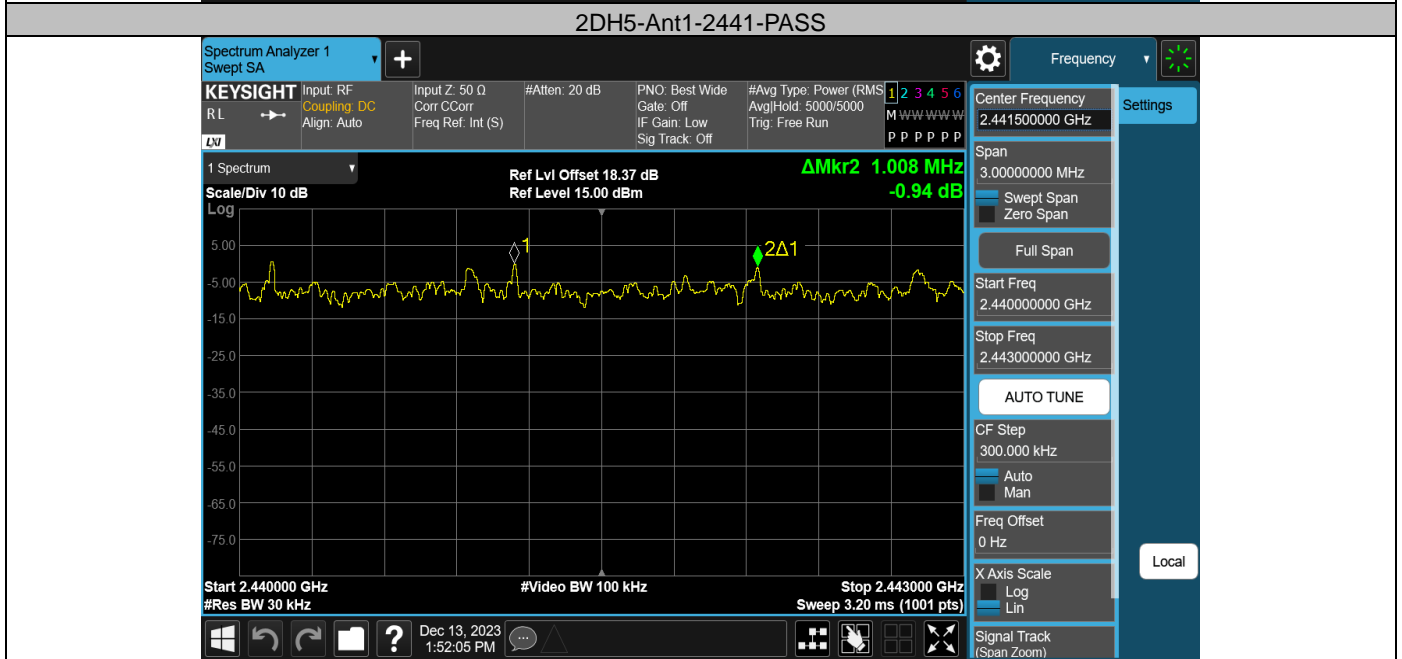 2DH5-Ant1-2441-PASS
Spectrum Analyzer 1
Swept SA
+
Frequency
KEYSIGHT
R L
LXI
Input: RF
Coupling: DC
Align: Auto
Input Z: 50 Ω
Corr CCorr
Freq Ref: Int (S)
#Atten: 20 dB
PNO: Best Wide
Gate: Off
IF Gain: Low
Sig Track: Off
#Avg Type: Power (RMS
Avg|Hold: 5000/5000
Trig: Free Run
1 2 3 4 5 6
M W W W W W
P P P P P P
1 Spectrum
Scale/Div 10 dB
Ref Lvl Offset 18.37 dB
Ref Level 15.00 dBm
ΔMkr2 1.008 MHz
-0.94 dB
Log
5.00
-5.00
-15.0
-25.0
-35.0
-45.0
-55.0
-65.0
-75.0
1
2Δ1
Start 2.440000 GHz
#Res BW 30 kHz
#Video BW 100 kHz
Stop 2.443000 GHz
Sweep 3.20 ms (1001 pts)
Dec 13, 2023
1:52:05 PM
?
Center Frequency
2.441500000 GHz
Span
3.00000000 MHz
Swept Span
Zero Span
Full Span
Start Freq
2.440000000 GHz
Stop Freq
2.443000000 GHz
AUTO TUNE
CF Step
300.000 kHz
Auto
Man
Freq Offset
0 Hz
X Axis Scale
Log
Lin
Signal Track
(Span Zoom)
Settings
Local